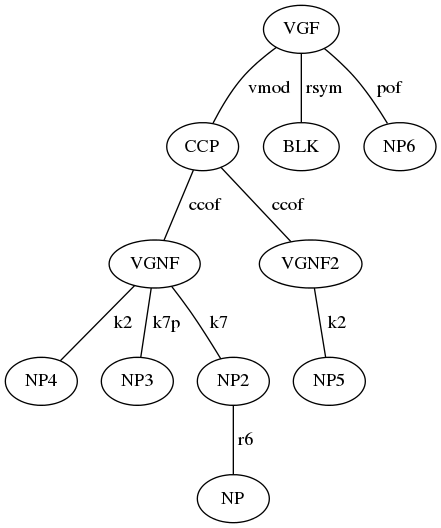 VGF
vmod rsym pof
CCP BLK NP6
ccof ccof
VGNF VGNF2
k2 k7p k7 k2
NP4 NP3 NP2 NP5
r6
NP